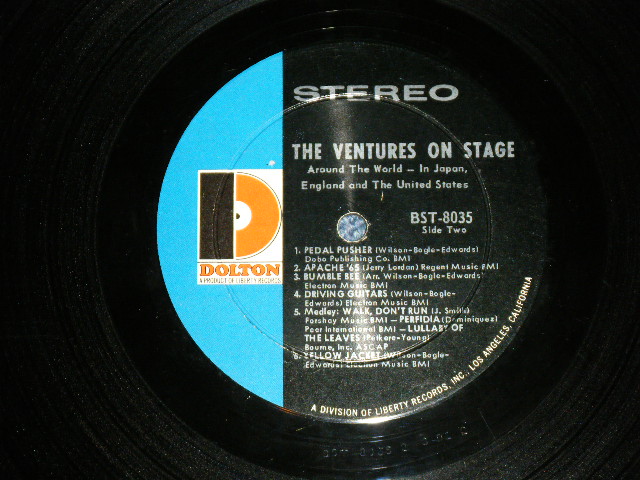 STEREO
THE VENTURES ON STAGE
Around The World — In Japan,
England and The United States
BST-8035
Side Two
1. PEDAL PUSHER (Wilson-Bogle-Edwards)
Dobo Publishing Co. BMI
2. APACHE '65 (Jerry Lordan) Regent Music BMI
3. BUMBLE BEE (Arr. Wilson-Bogle-Edwards)
Electron Music BMI
4. DRIVING GUITARS (Wilson-Bogle-
Edwards) Electron Music BMI
5. Medley: WALK, DON'T RUN (J. Smith)
Forshay Music BMI — PERFIDIA (Dominiquez)
Peer International BMI — LULLABY OF
THE LEAVES (Petkere-Young)
Bourne, Inc. ASCAP
6. YELLOW JACKET (Wilson-Bogle-
Edwards) Electron Music BMI
DOLTON
A PRODUCT OF LIBERTY RECORDS
A DIVISION OF LIBERTY RECORDS, INC., LOS ANGELES, CALIFORNIA